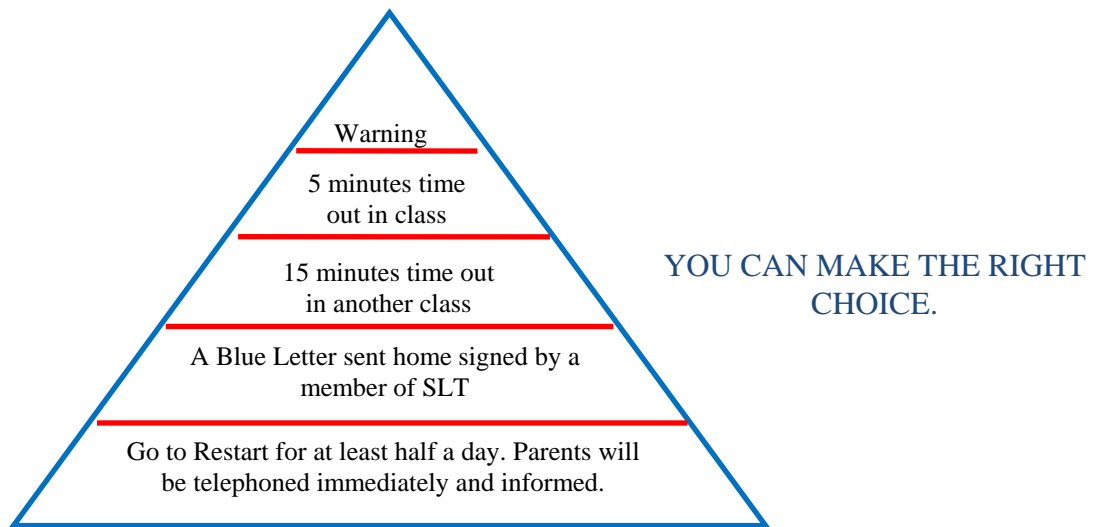 Warning
5 minutes time
out in class
15 minutes time out
in another class
A Blue Letter sent home signed by a
member of SLT
Go to Restart for at least half a day. Parents will
be telephoned immediately and informed.
YOU CAN MAKE THE RIGHT
CHOICE.